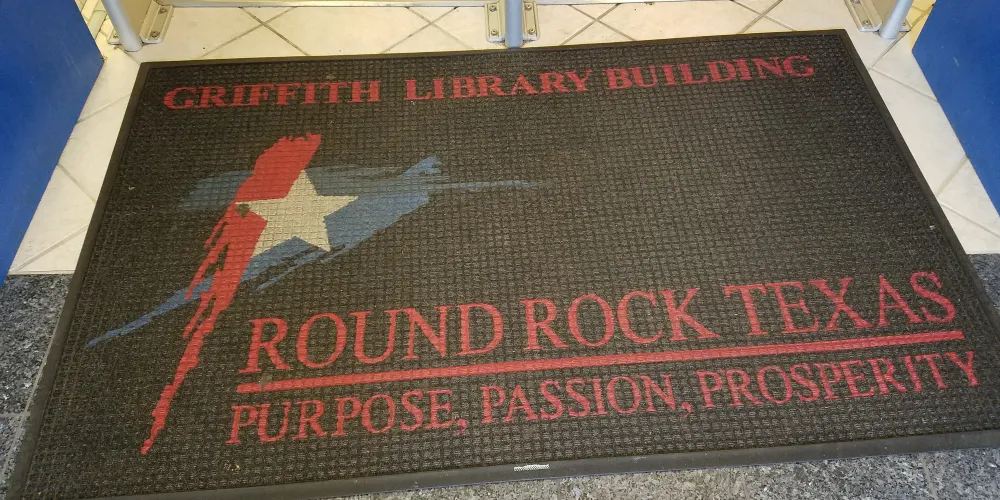 GRIFFITH LIBRARY BUILDING
ROUND ROCK TEXAS
PURPOSE, PASSION, PROSPERITY